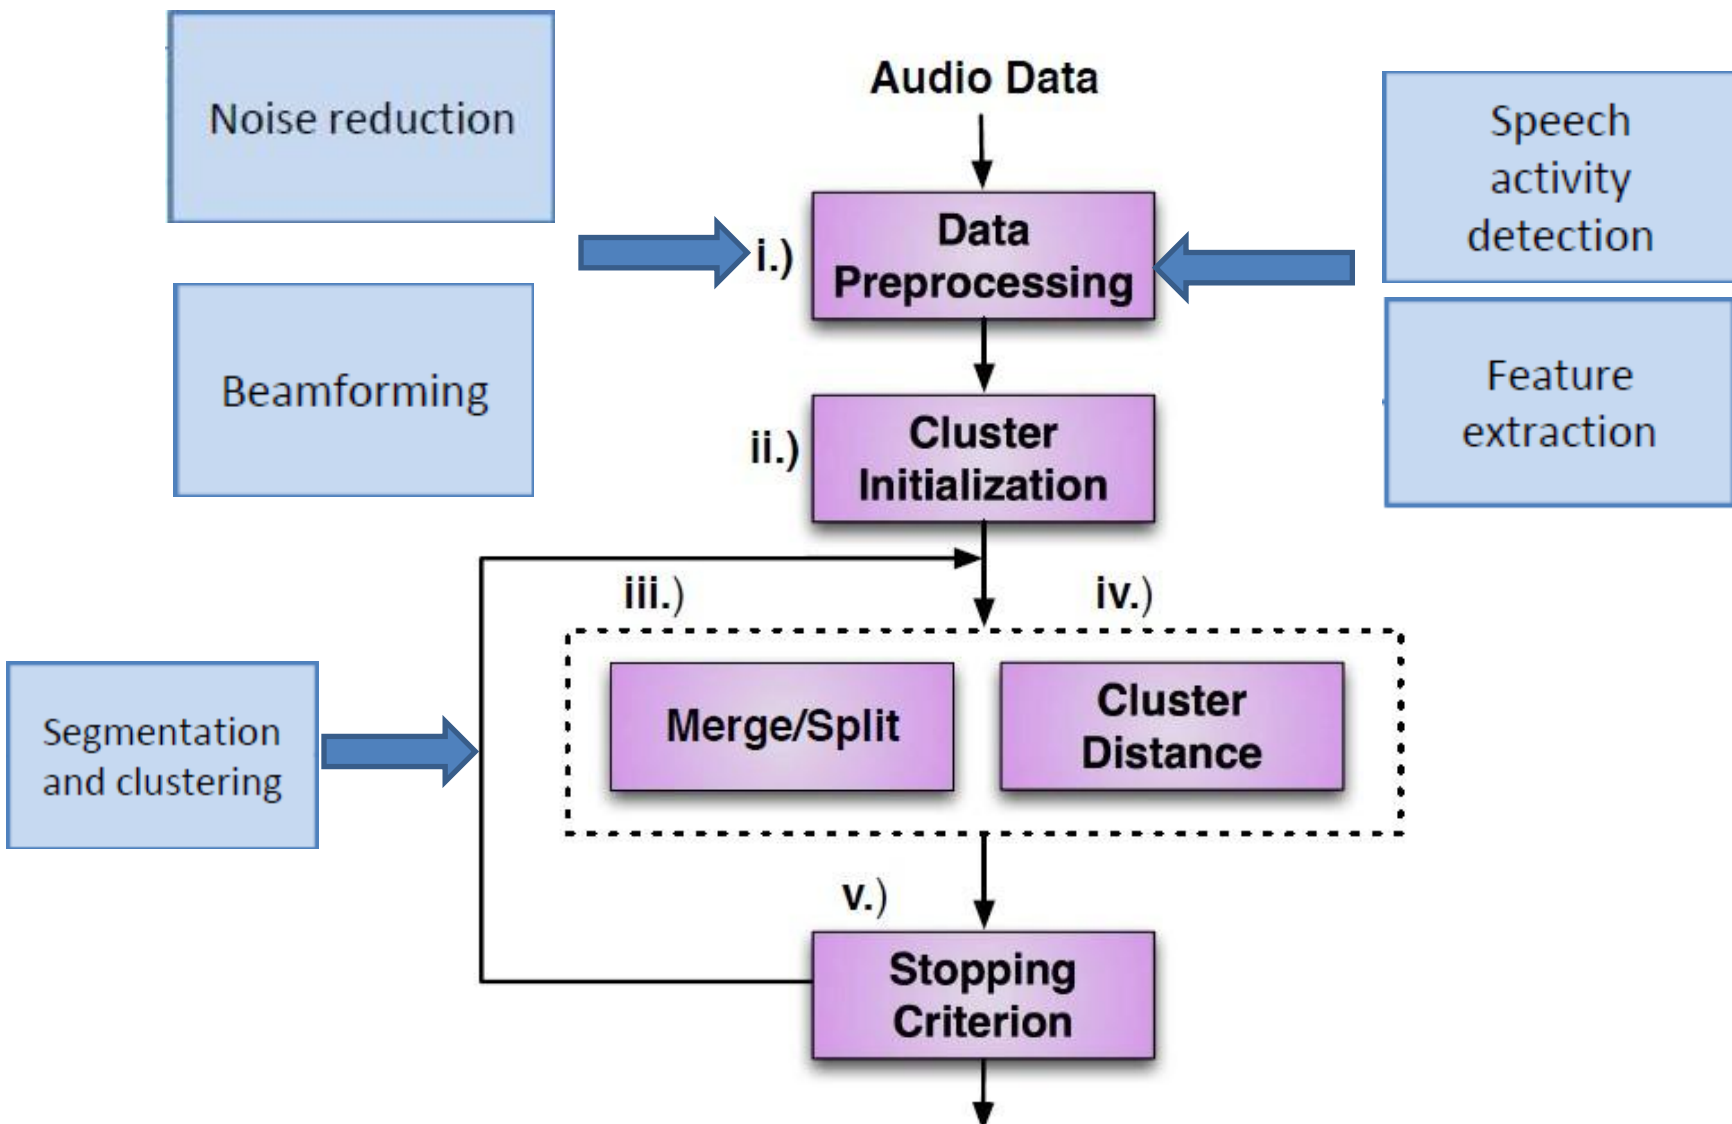 Noise reduction
Audio Data
Speech
activity
detection
i.)
Data
Preprocessing
Beamforming
Feature
extraction
ii.)
Cluster
Initialization
iii.)
iv.)
Segmentation
and clustering
Merge/Split
Cluster
Distance
v.)
Stopping
Criterion